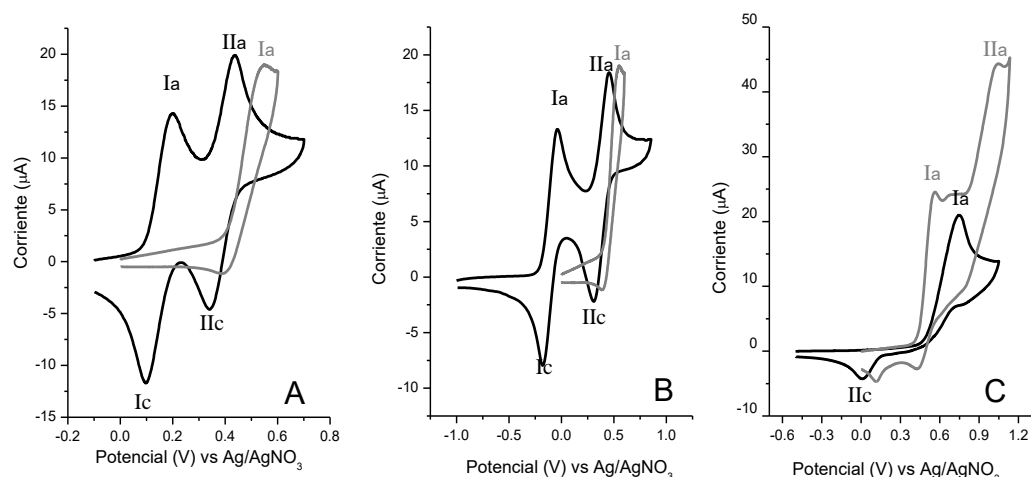 Corriente (µA)
25
20
15
10
5
0
-5
-10
-15
-0.2
0.0
0.2
0.4
0.6
0.8
Ia
IIa
Ia
Ic
IIc
A
Potencial (V) vs Ag/AgNO3
Corriente (µA)
20
15
10
5
0
-5
-10
-1.0
-0.5
0.0
0.5
1.0
Ia
IIa
Ia
Ic
IIc
B
Potencial (V) vs Ag/AgNO3
Corriente (µA)
50
40
30
20
10
0
-10
-0.6
-0.3
0.0
0.3
0.6
0.9
1.2
IIa
Ia
Ia
IIc
C
Potencial (V) vs Ag/AgNO3